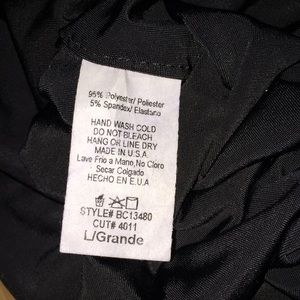 95% Polyester/ Poliester
5% Spandex/ Elastano
HAND WASH COLD
DO NOT BLEACH
HANG OR LINE DRY
MADE IN U.S.A.
Lave Frio a Mano,No Cloro
Secar Colgado
HECHO EN E.U.A
STYLE# BC13480
CUT# 4011
L/Grande